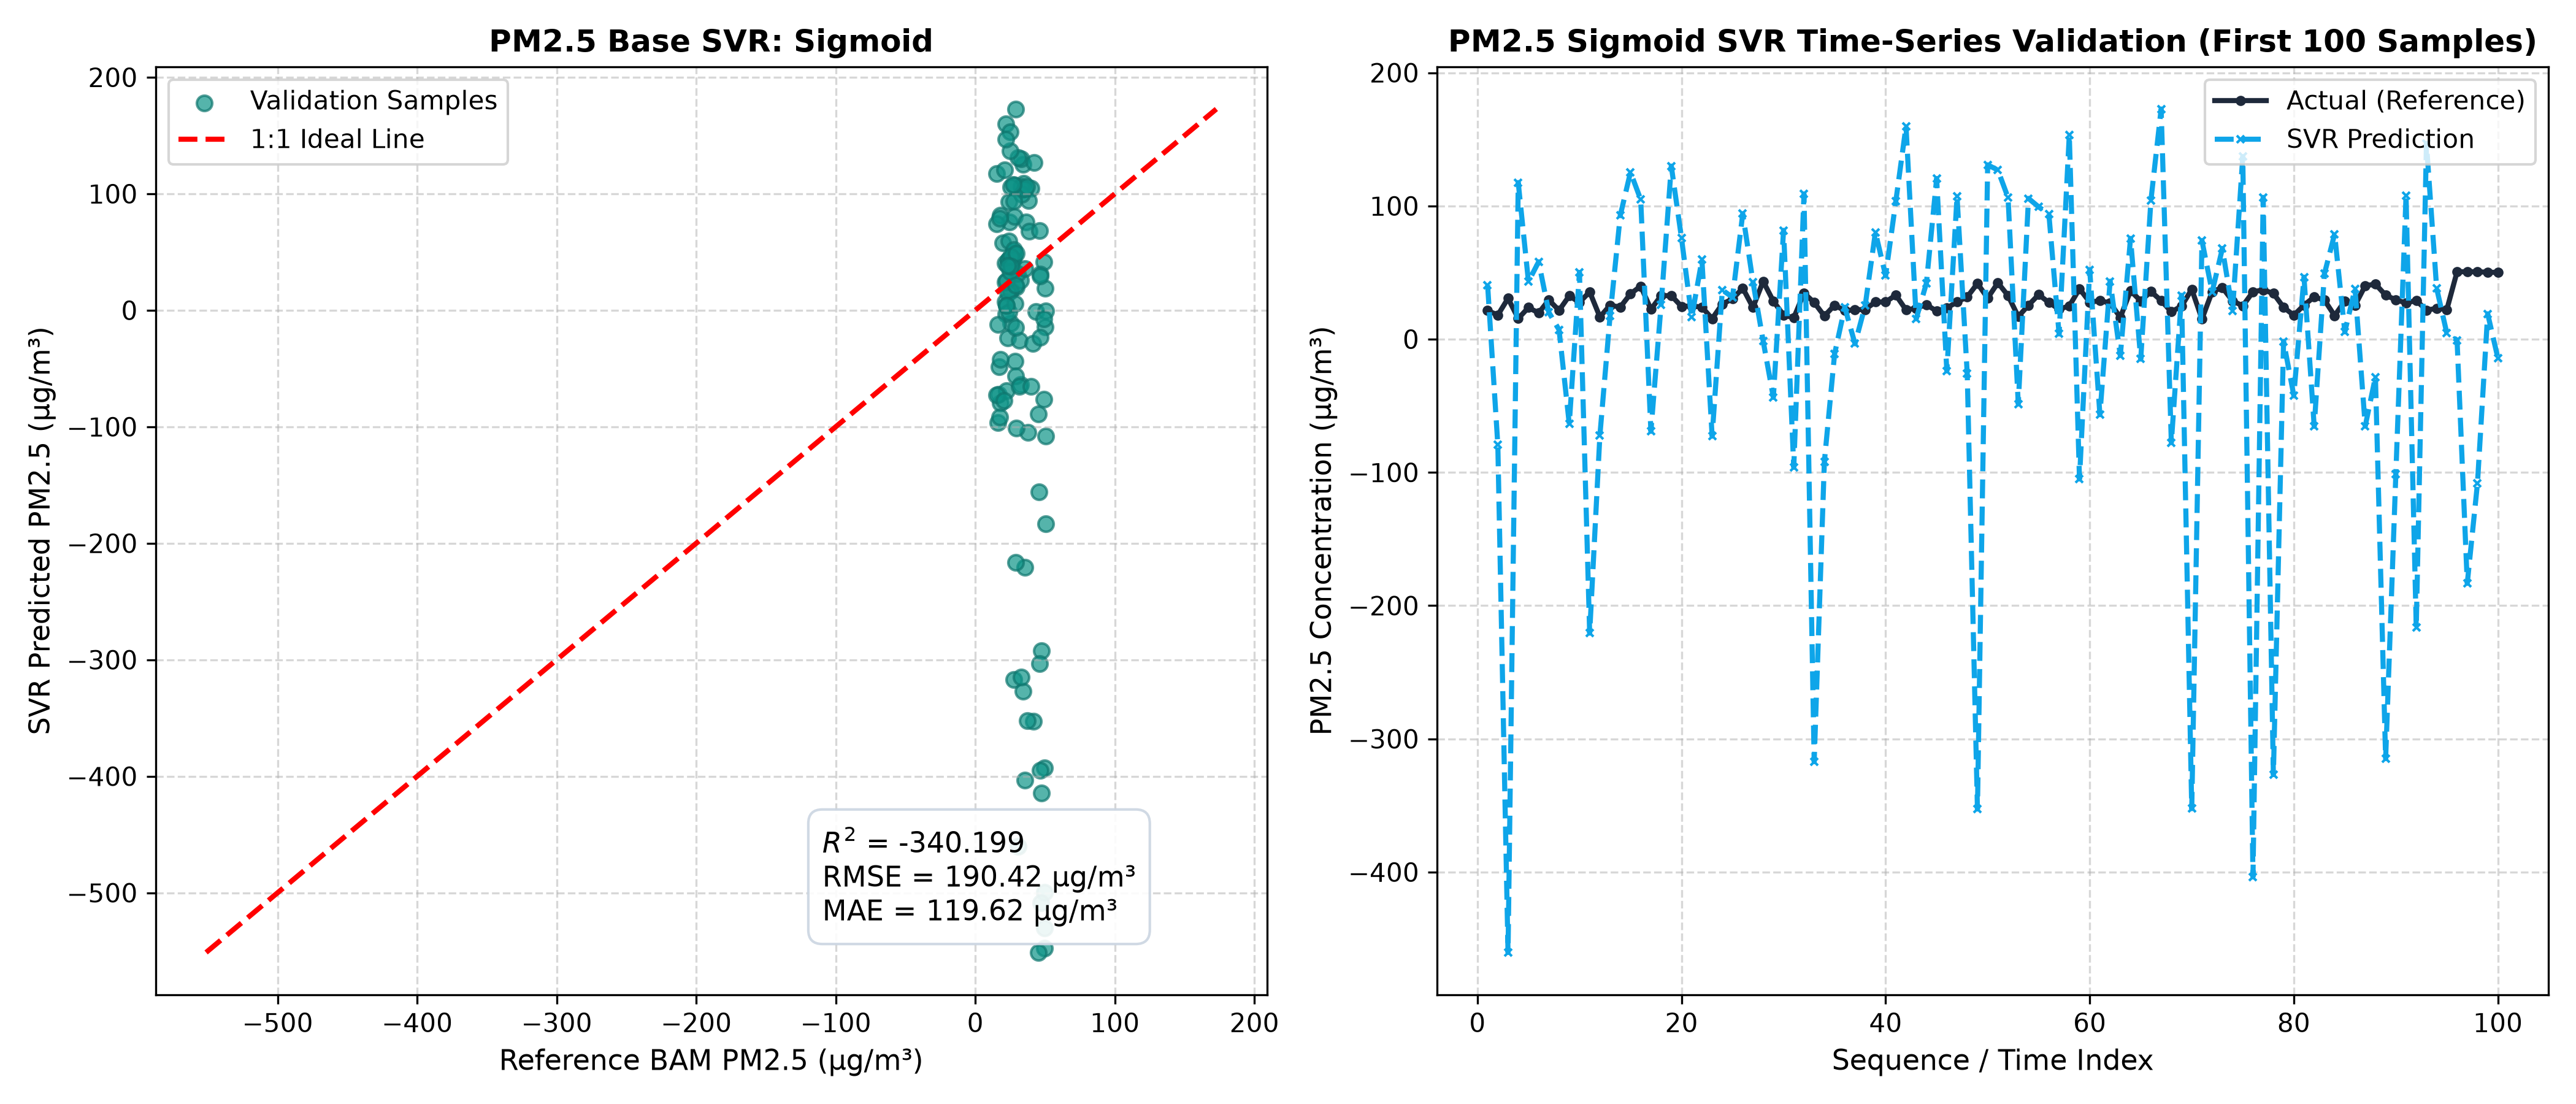 PM2.5 Base SVR: Sigmoid
200
100
0
−100
−200
−300
−400
−500
SVR Predicted PM2.5 (µg/m³)
Validation Samples
1:1 Ideal Line
R² = -340.199
RMSE = 190.42 µg/m³
MAE = 119.62 µg/m³
−500
−400
−300
−200
−100
0
100
200
Reference BAM PM2.5 (µg/m³)
PM2.5 Sigmoid SVR Time-Series Validation (First 100 Samples)
200
100
0
−100
−200
−300
−400
PM2.5 Concentration (µg/m³)
Actual (Reference)
SVR Prediction
0
20
40
60
80
100
Sequence / Time Index